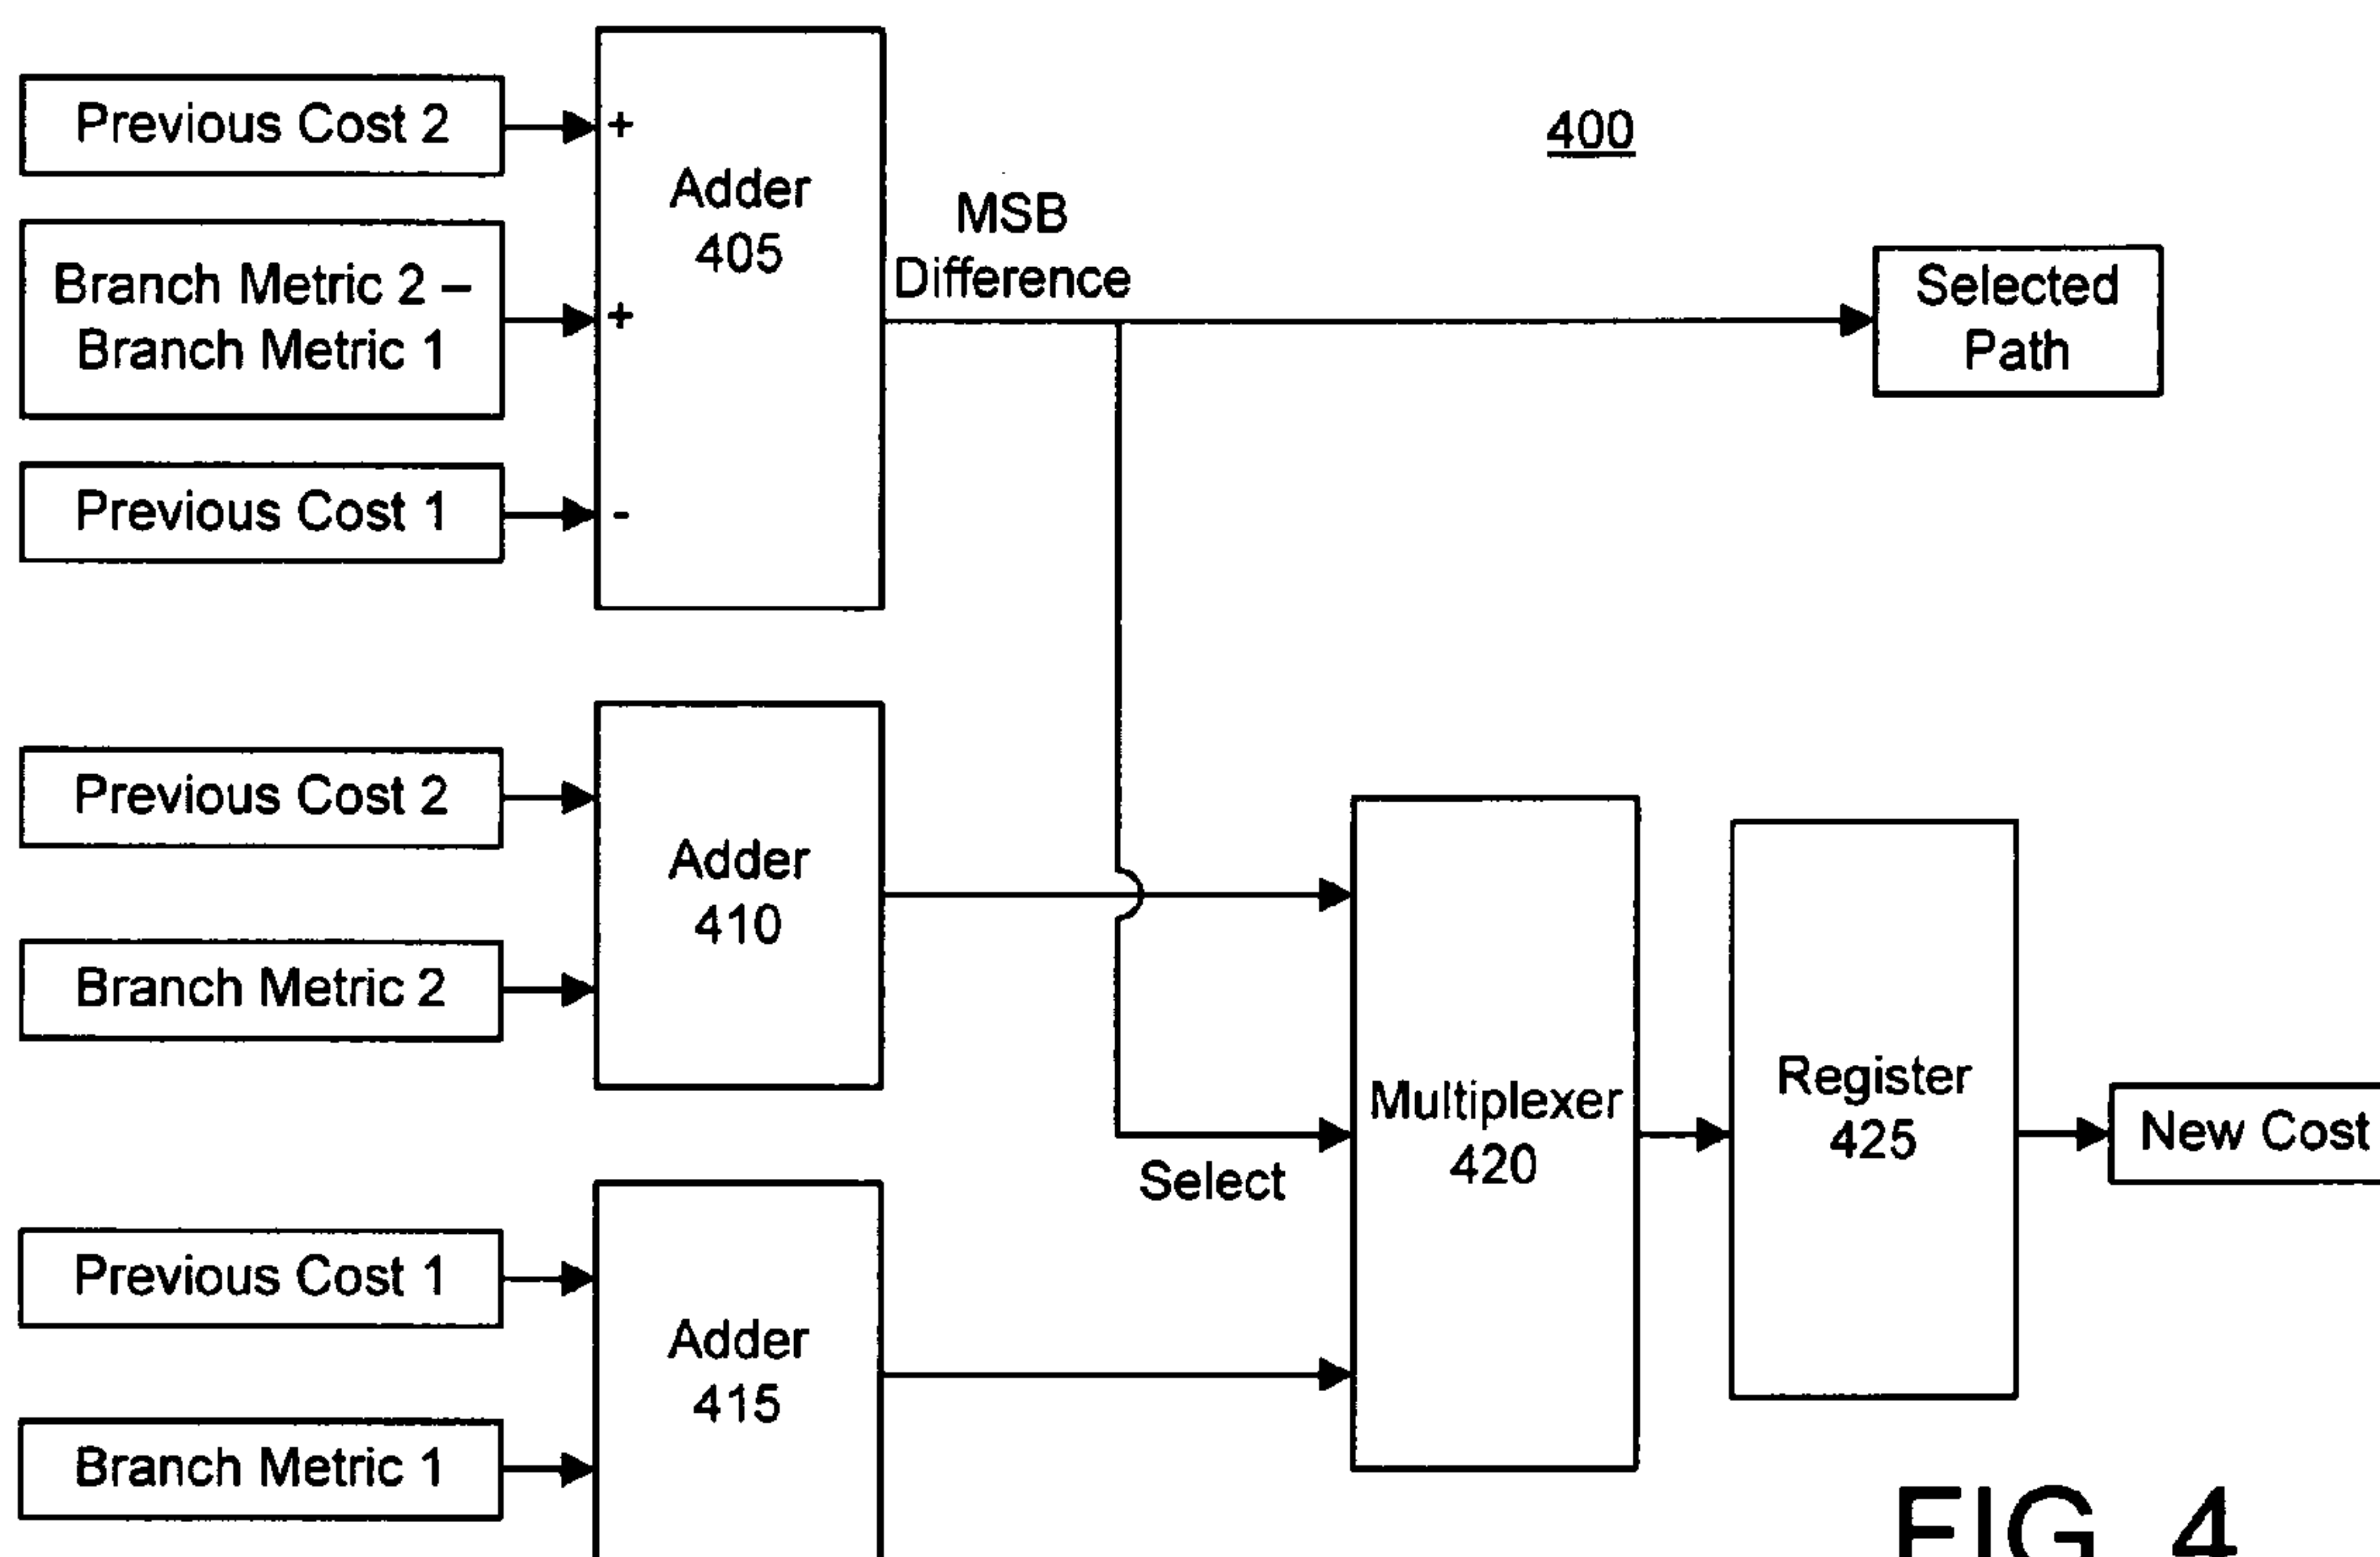 Previous Cost 2
+
Adder
405
400
MSB
Difference
Branch Metric 2 –
Branch Metric 1
+
Selected
Path
Previous Cost 1
-
Previous Cost 2
Adder
410
Branch Metric 2
Multiplexer
420
Register
425
New Cost
Select
Previous Cost 1
Adder
415
Branch Metric 1
FIG. 4